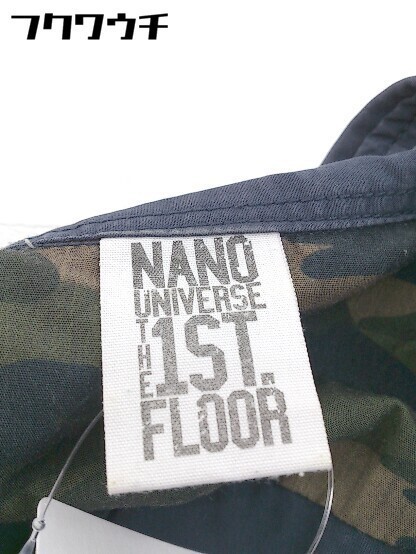 フクワウチ
NANO
UNIVERSE
THE
1ST.
FLOOR